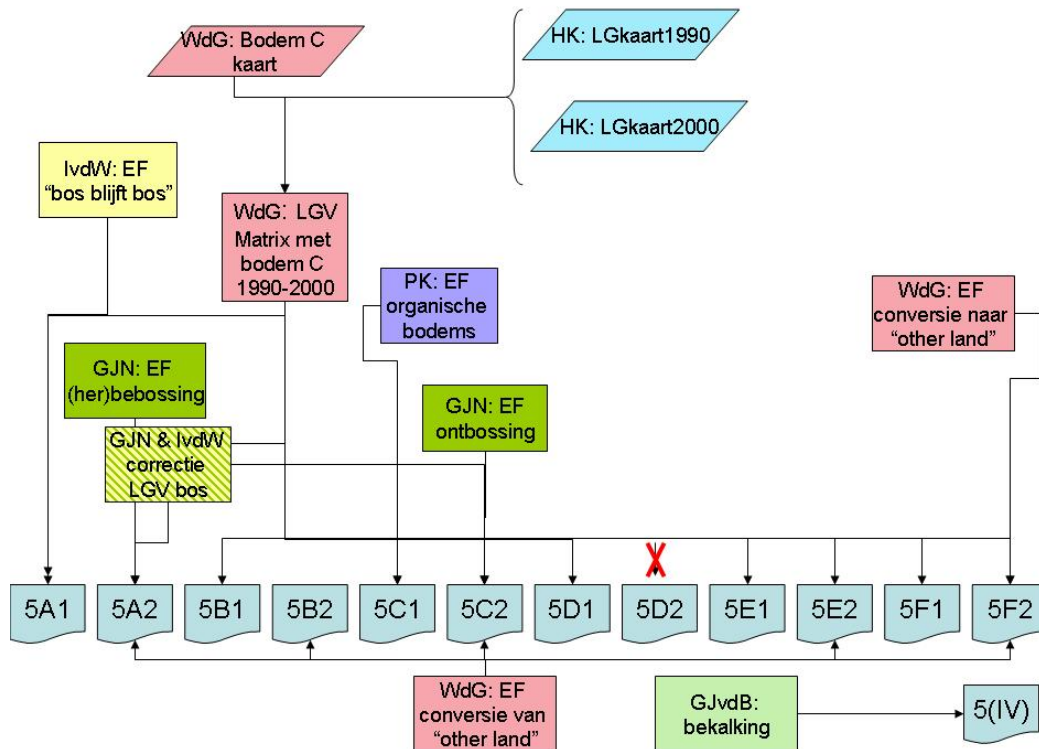 WdG: Bodem C
kaart
HK: LGkaart1990
HK: LGkaart2000
IvdW: EF
“bos blijft bos”
WdG: LGV
Matrix met
bodem C
1990-2000
PK: EF
organische
bodems
WdG: EF
conversie naar
“other land”
GJN: EF
(her)bebossing
GJN: EF
ontbossing
GJN & IvdW
correctie
LGV bos
5A1
5A2
5B1
5B2
5C1
5C2
5D1
5D2
5E1
5E2
5F1
5F2
WdG: EF
conversie van
“other land”
GJvdB:
bekalking
5(IV)